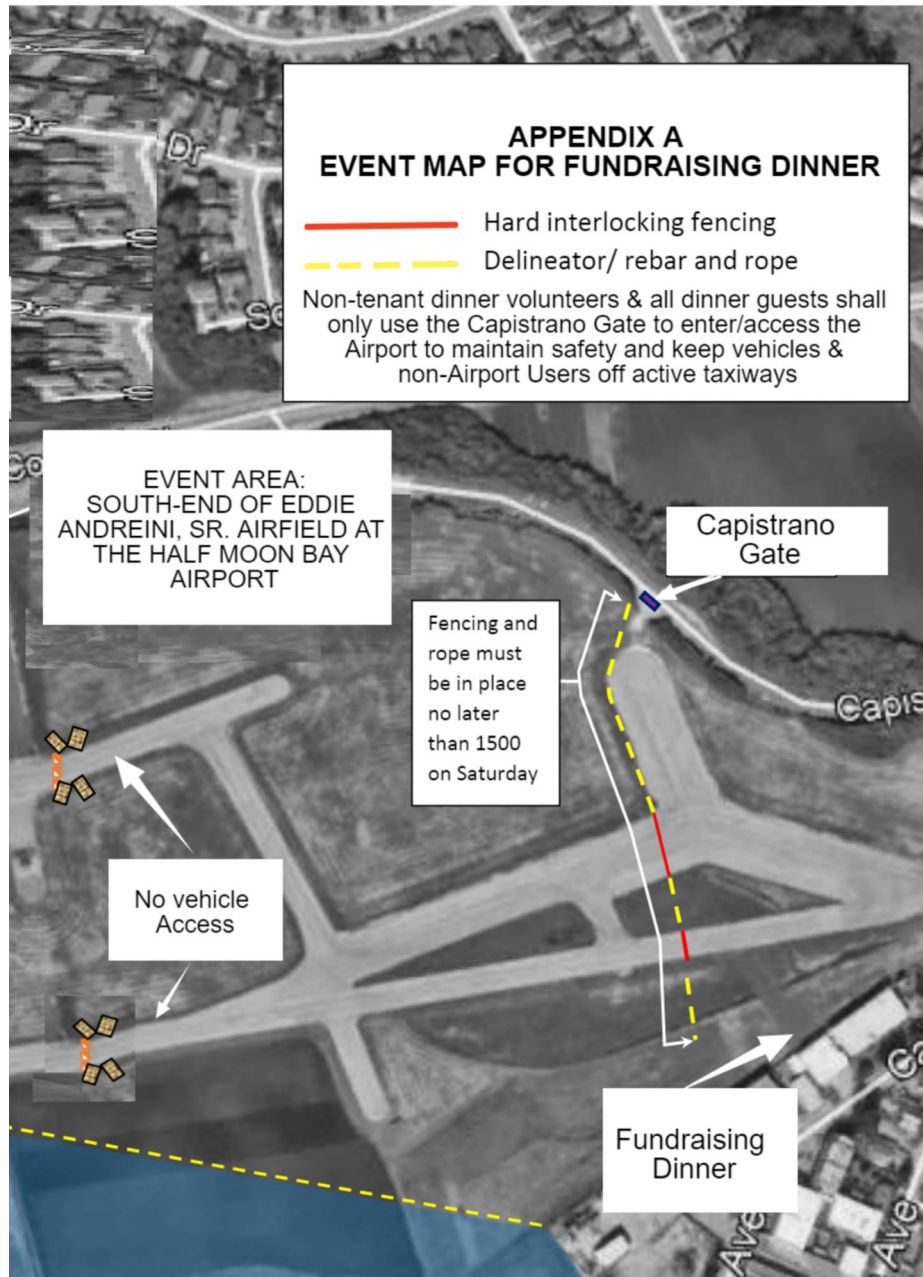 APPENDIX A
EVENT MAP FOR FUNDRAISING DINNER
Hard interlocking fencing
Delineator/ rebar and rope
Non-tenant dinner volunteers & all dinner guests shall
only use the Capistrano Gate to enter/access the
Airport to maintain safety and keep vehicles &
non-Airport Users off active taxiways
Dr
EVENT AREA:
SOUTH-END OF EDDIE
ANDREINI, SR. AIRFIELD AT
THE HALF MOON BAY
AIRPORT
Capistrano
Gate
Fencing and
rope must
be in place
no later
than 1500
on Saturday
Capis
No vehicle
Access
Fundraising
Dinner
Ave
Ave